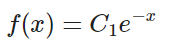 f(x) = C₁e⁻ˣ